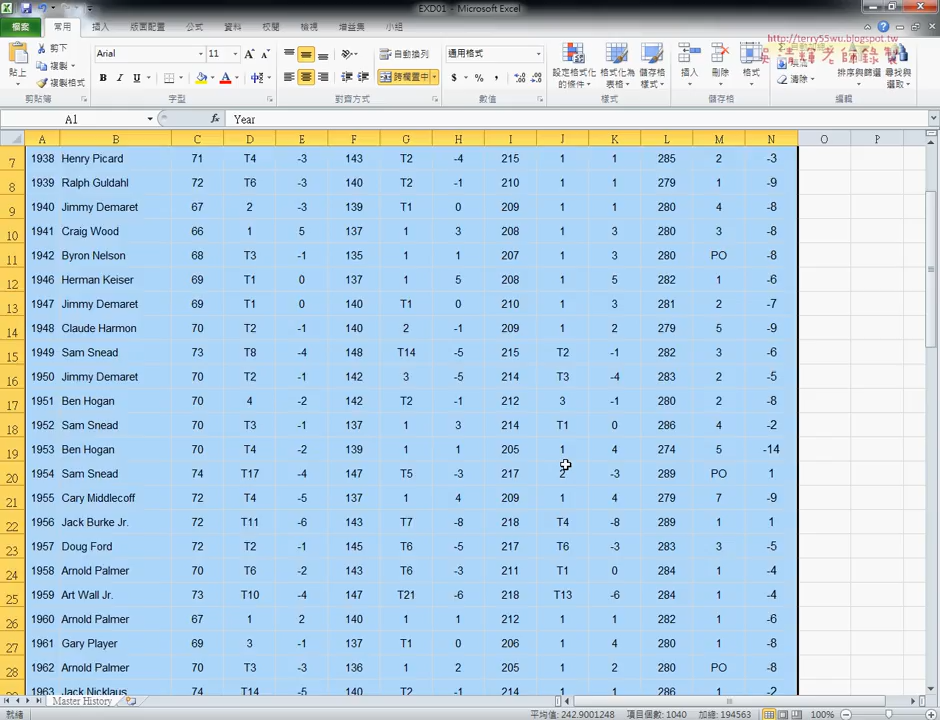 EXD01 - Microsoft Excel
檔案 常用 插入 版面配置 公式 資料 校閱 檢視 增益集 小組
http://terry55wu.blogspot.tw
貼上 剪下 複製 複製格式 剪貼簿
Arial 11 B I U 字型
自動換列 跨欄置中 對齊方式
通用格式 $ % , 數值
設定格式化的條件 格式化為表格 儲存格樣式 樣式
插入 刪除 格式 儲存格
清除 排序與篩選 尋找與選取 編輯
A1 fx Year
A B C D E F G H I J K L M N O P
7 1938 Henry Picard 71 T4 -3 143 T2 -4 215 1 1 285 2 -3
8 1939 Ralph Guldahl 72 T6 -3 140 T2 -1 210 1 1 279 1 -9
9 1940 Jimmy Demaret 67 2 -3 139 T1 0 209 1 1 280 4 -8
10 1941 Craig Wood 66 1 5 137 1 3 208 1 3 280 3 -8
11 1942 Byron Nelson 68 T3 -1 135 1 1 207 1 3 280 PO -8
12 1946 Herman Keiser 69 T1 0 137 1 5 208 1 5 282 1 -6
13 1947 Jimmy Demaret 69 T1 0 140 T1 0 210 1 3 281 2 -7
14 1948 Claude Harmon 70 T2 -1 140 2 -1 209 1 2 279 5 -9
15 1949 Sam Snead 73 T8 -4 148 T14 -5 215 T2 -1 282 3 -6
16 1950 Jimmy Demaret 70 T2 -1 142 3 -5 214 T3 -4 283 2 -5
17 1951 Ben Hogan 70 4 -2 142 T2 -1 212 3 -1 280 2 -8
18 1952 Sam Snead 70 T3 -1 137 1 3 214 T1 0 286 4 -2
19 1953 Ben Hogan 70 T4 -2 139 1 1 205 1 4 274 5 -14
20 1954 Sam Snead 74 T17 -4 147 T5 -3 217 2 -3 289 PO 1
21 1955 Cary Middlecoff 72 T4 -5 137 1 4 209 1 4 279 7 -9
22 1956 Jack Burke Jr. 72 T11 -6 143 T7 -8 218 T4 -8 289 1 1
23 1957 Doug Ford 72 T2 -1 145 T6 -5 217 T6 -3 283 3 -5
24 1958 Arnold Palmer 70 T6 -2 143 T6 -3 211 T1 0 284 1 -4
25 1959 Art Wall Jr. 73 T10 -4 147 T21 -6 218 T13 -6 284 1 -4
26 1960 Arnold Palmer 67 1 2 140 1 1 212 1 1 282 1 -6
27 1961 Gary Player 69 3 -1 137 T1 0 206 1 4 280 1 -8
28 1962 Arnold Palmer 70 T3 -3 136 1 2 205 1 2 280 PO -8
1963 Jack Nicklaus 74 T14 -5 140 T2 -1 214 1 1 286 1 -2
Master History
就緒 平均值: 242.9001248 項目個數: 1040 加總: 194563 100%